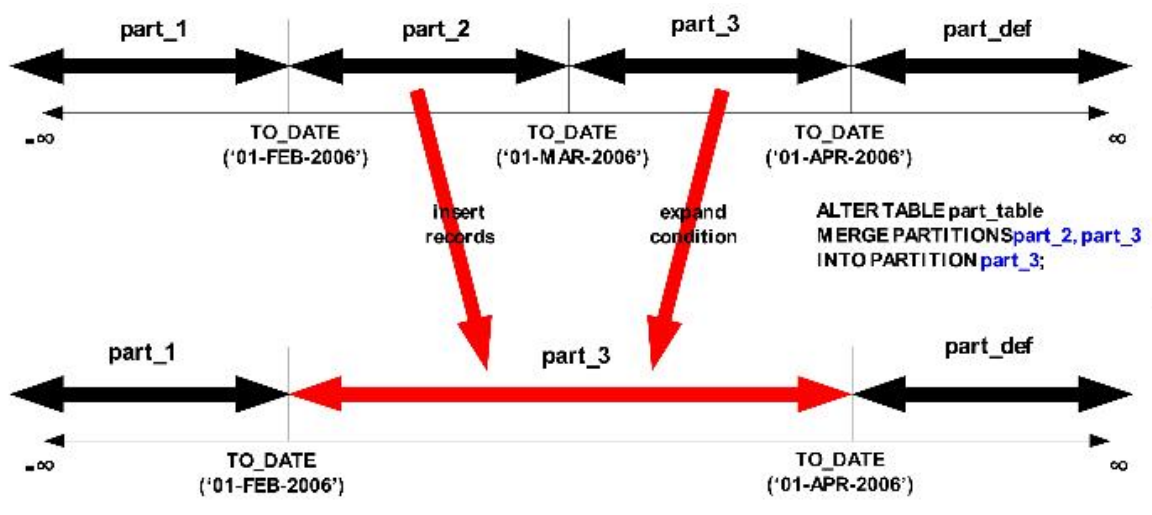 part_1 part_2 part_3 part_def
-∞ TO_DATE TO_DATE TO_DATE ∞
('01-FEB-2006') ('01-MAR-2006') ('01-APR-2006')
insert expand ALTER TABLE part_table
records condition MERGE PARTITIONS part_2, part_3
INTO PARTITION part_3;
part_1 part_3 part_def
-∞ TO_DATE TO_DATE ∞
('01-FEB-2006') ('01-APR-2006')